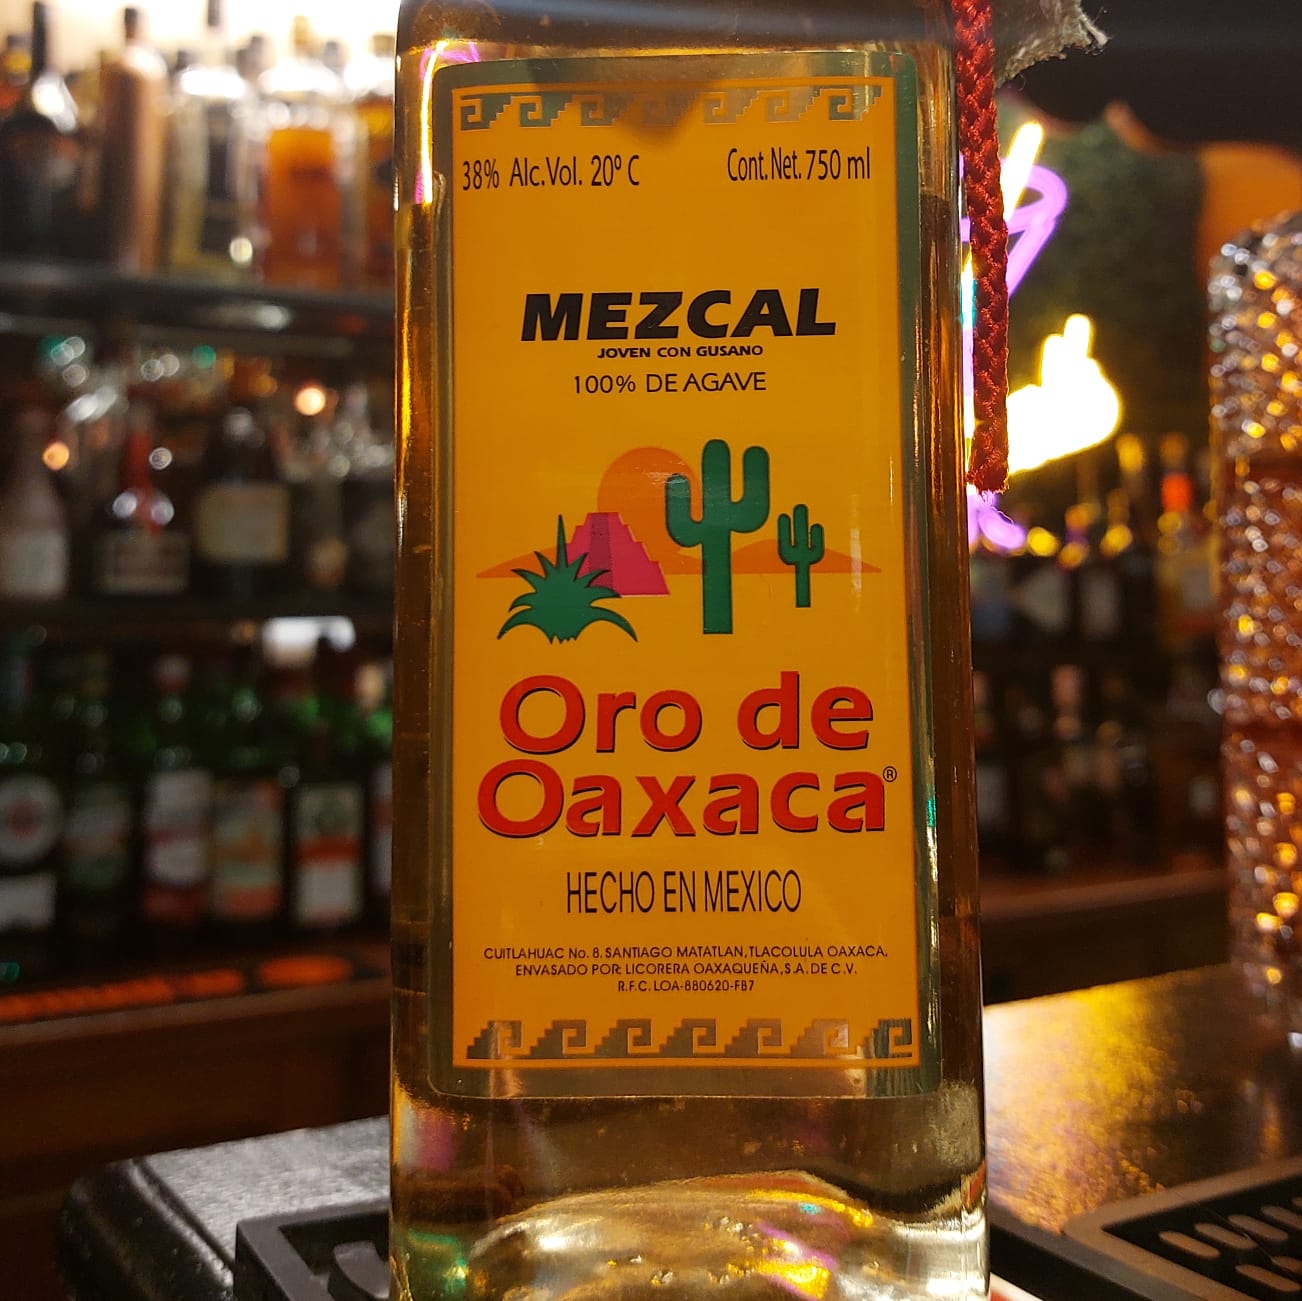 38% Alc.Vol. 20º C
Cont.Net. 750 ml
MEZCAL
JOVEN CON GUSANO
100% DE AGAVE
Oro de
Oaxaca®
HECHO EN MEXICO
CUITLAHUAC No. 8. SANTIAGO MATATLAN, TLACOLULA OAXACA.
ENVASADO POR: LICORERA OAXAQUEÑA, S.A. DE C.V.
R.F.C. LOA-880620-FB7